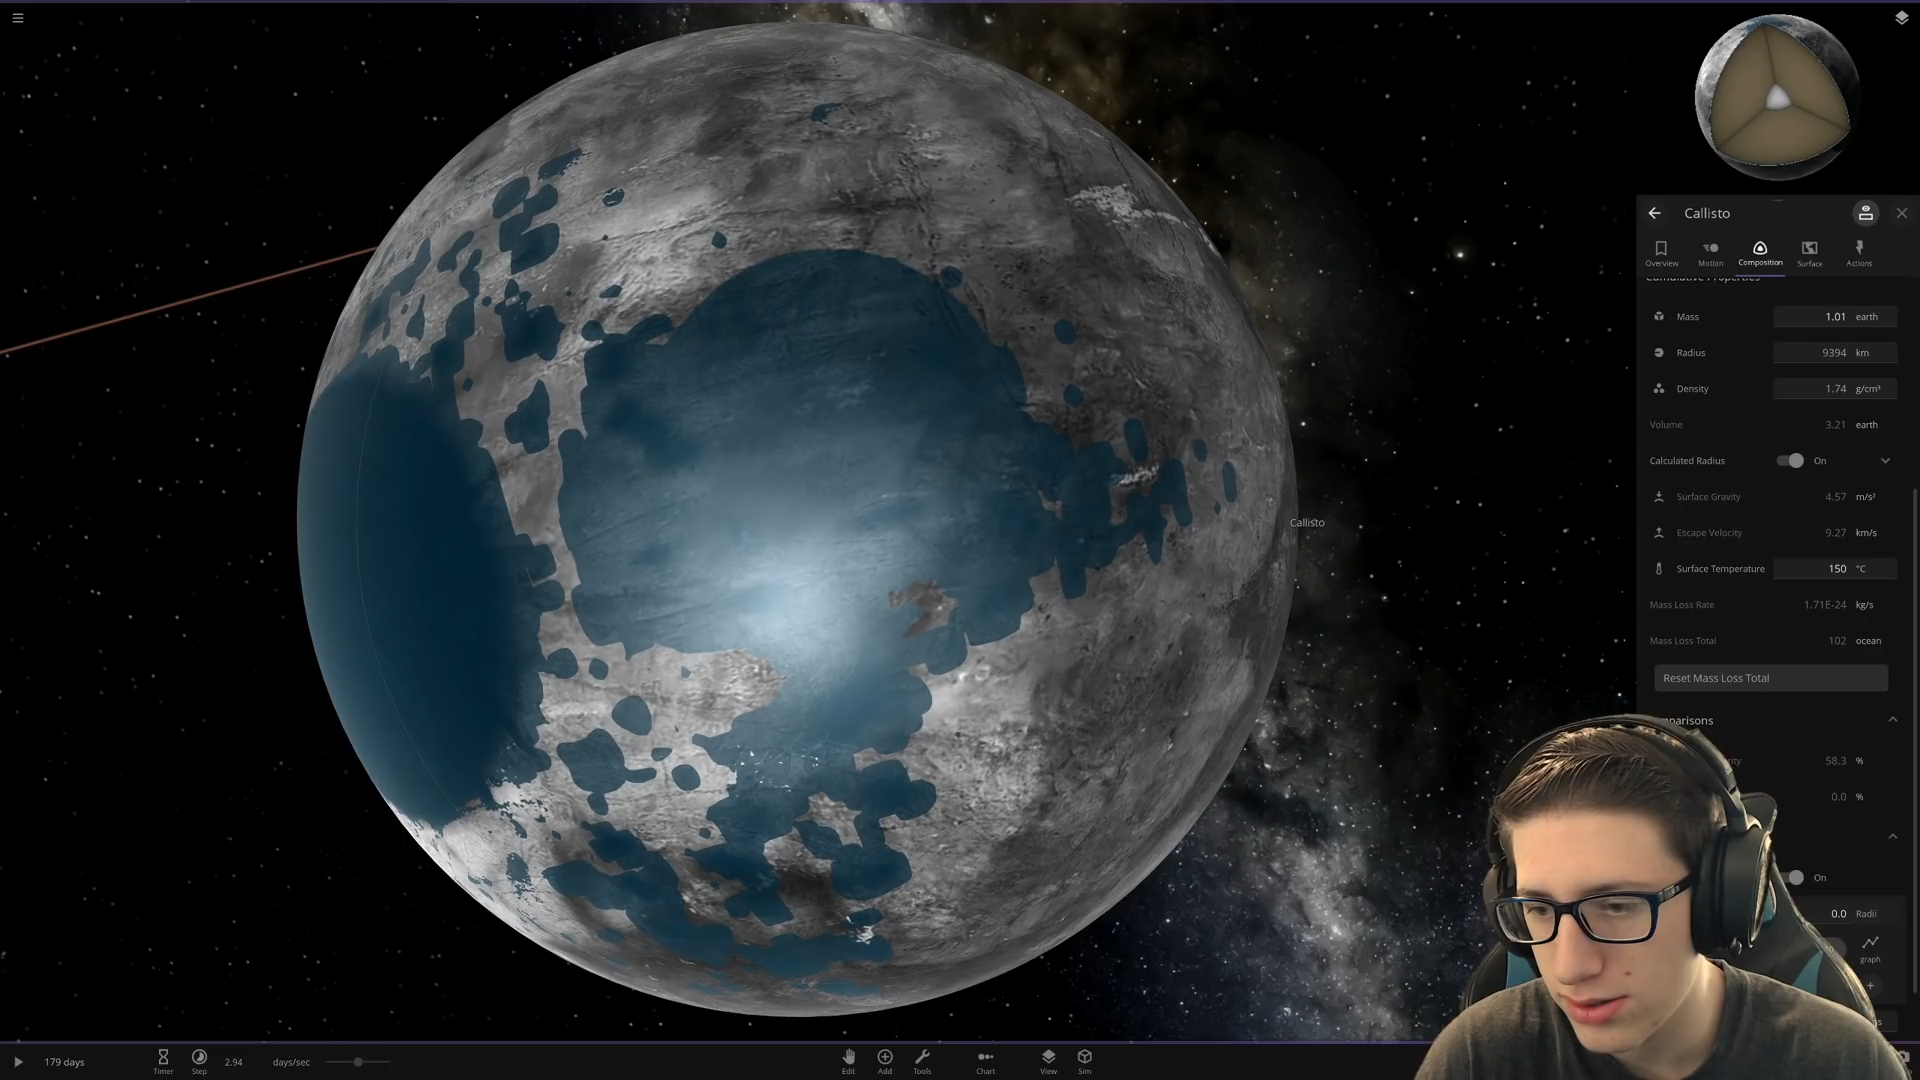 Callisto
Overview
Motion
Composition
Surface
Actions
Cumulative Properties
Mass 1.01 earth
Radius 9394 km
Density 1.74 g/cm³
Volume 3.21 earth
Calculated Radius On
Surface Gravity 4.57 m/s²
Escape Velocity 9.27 km/s
Surface Temperature 150 °C
Mass Loss Rate 1.71E-24 kg/s
Mass Loss Total 102 ocean
Reset Mass Loss Total
58.3 %
0.0 %
On
0.0 Radii
graph
Callisto
179 days
Timer
Step
2.94 days/sec
Edit
Add
Tools
Chart
View
Sim